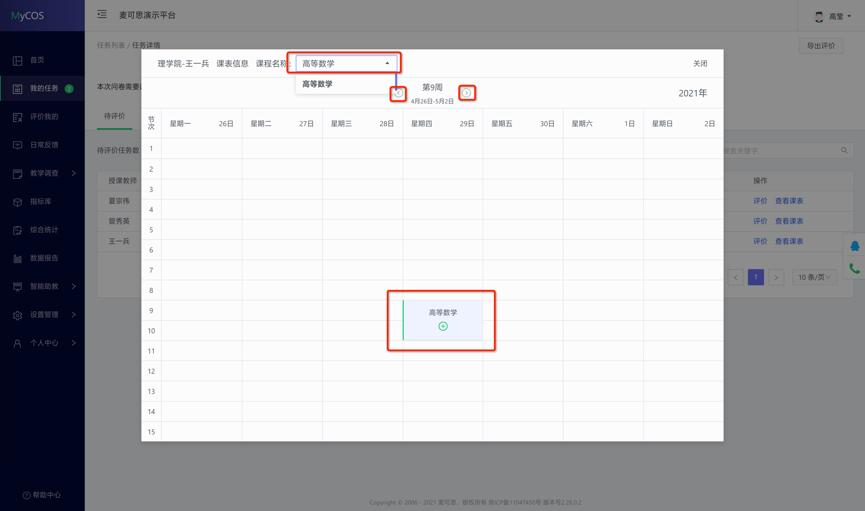 MyCOS
麦可思演示平台
高莹
首页
任务列表 / 任务详情
导出评价
理学院-王一兵 课表信息 课程名称: 高等数学
关闭
高等数学
我的任务
本次问卷需要
第9周
4月26日-5月2日
2021年
评价我的
待评价
节次
星期一 26日
星期二 27日
星期三 28日
星期四 29日
星期五 30日
星期六 1日
星期日 2日
日常反馈
待评价任务数
搜索关键字
1
2
3
4
5
6
7
8
9
10
11
12
13
14
15
高等数学
教学调查
授课教师
操作
指标库
夏宗伟
评价 查看课表
管秀英
评价 查看课表
综合统计
王一兵
评价 查看课表
数据报告
1
10 条/页
智能助教
设置管理
个人中心
帮助中心
Copyright © 2006 - 2021 麦可思，版权所有 京ICP备11047450号 版本号2.28.0.2